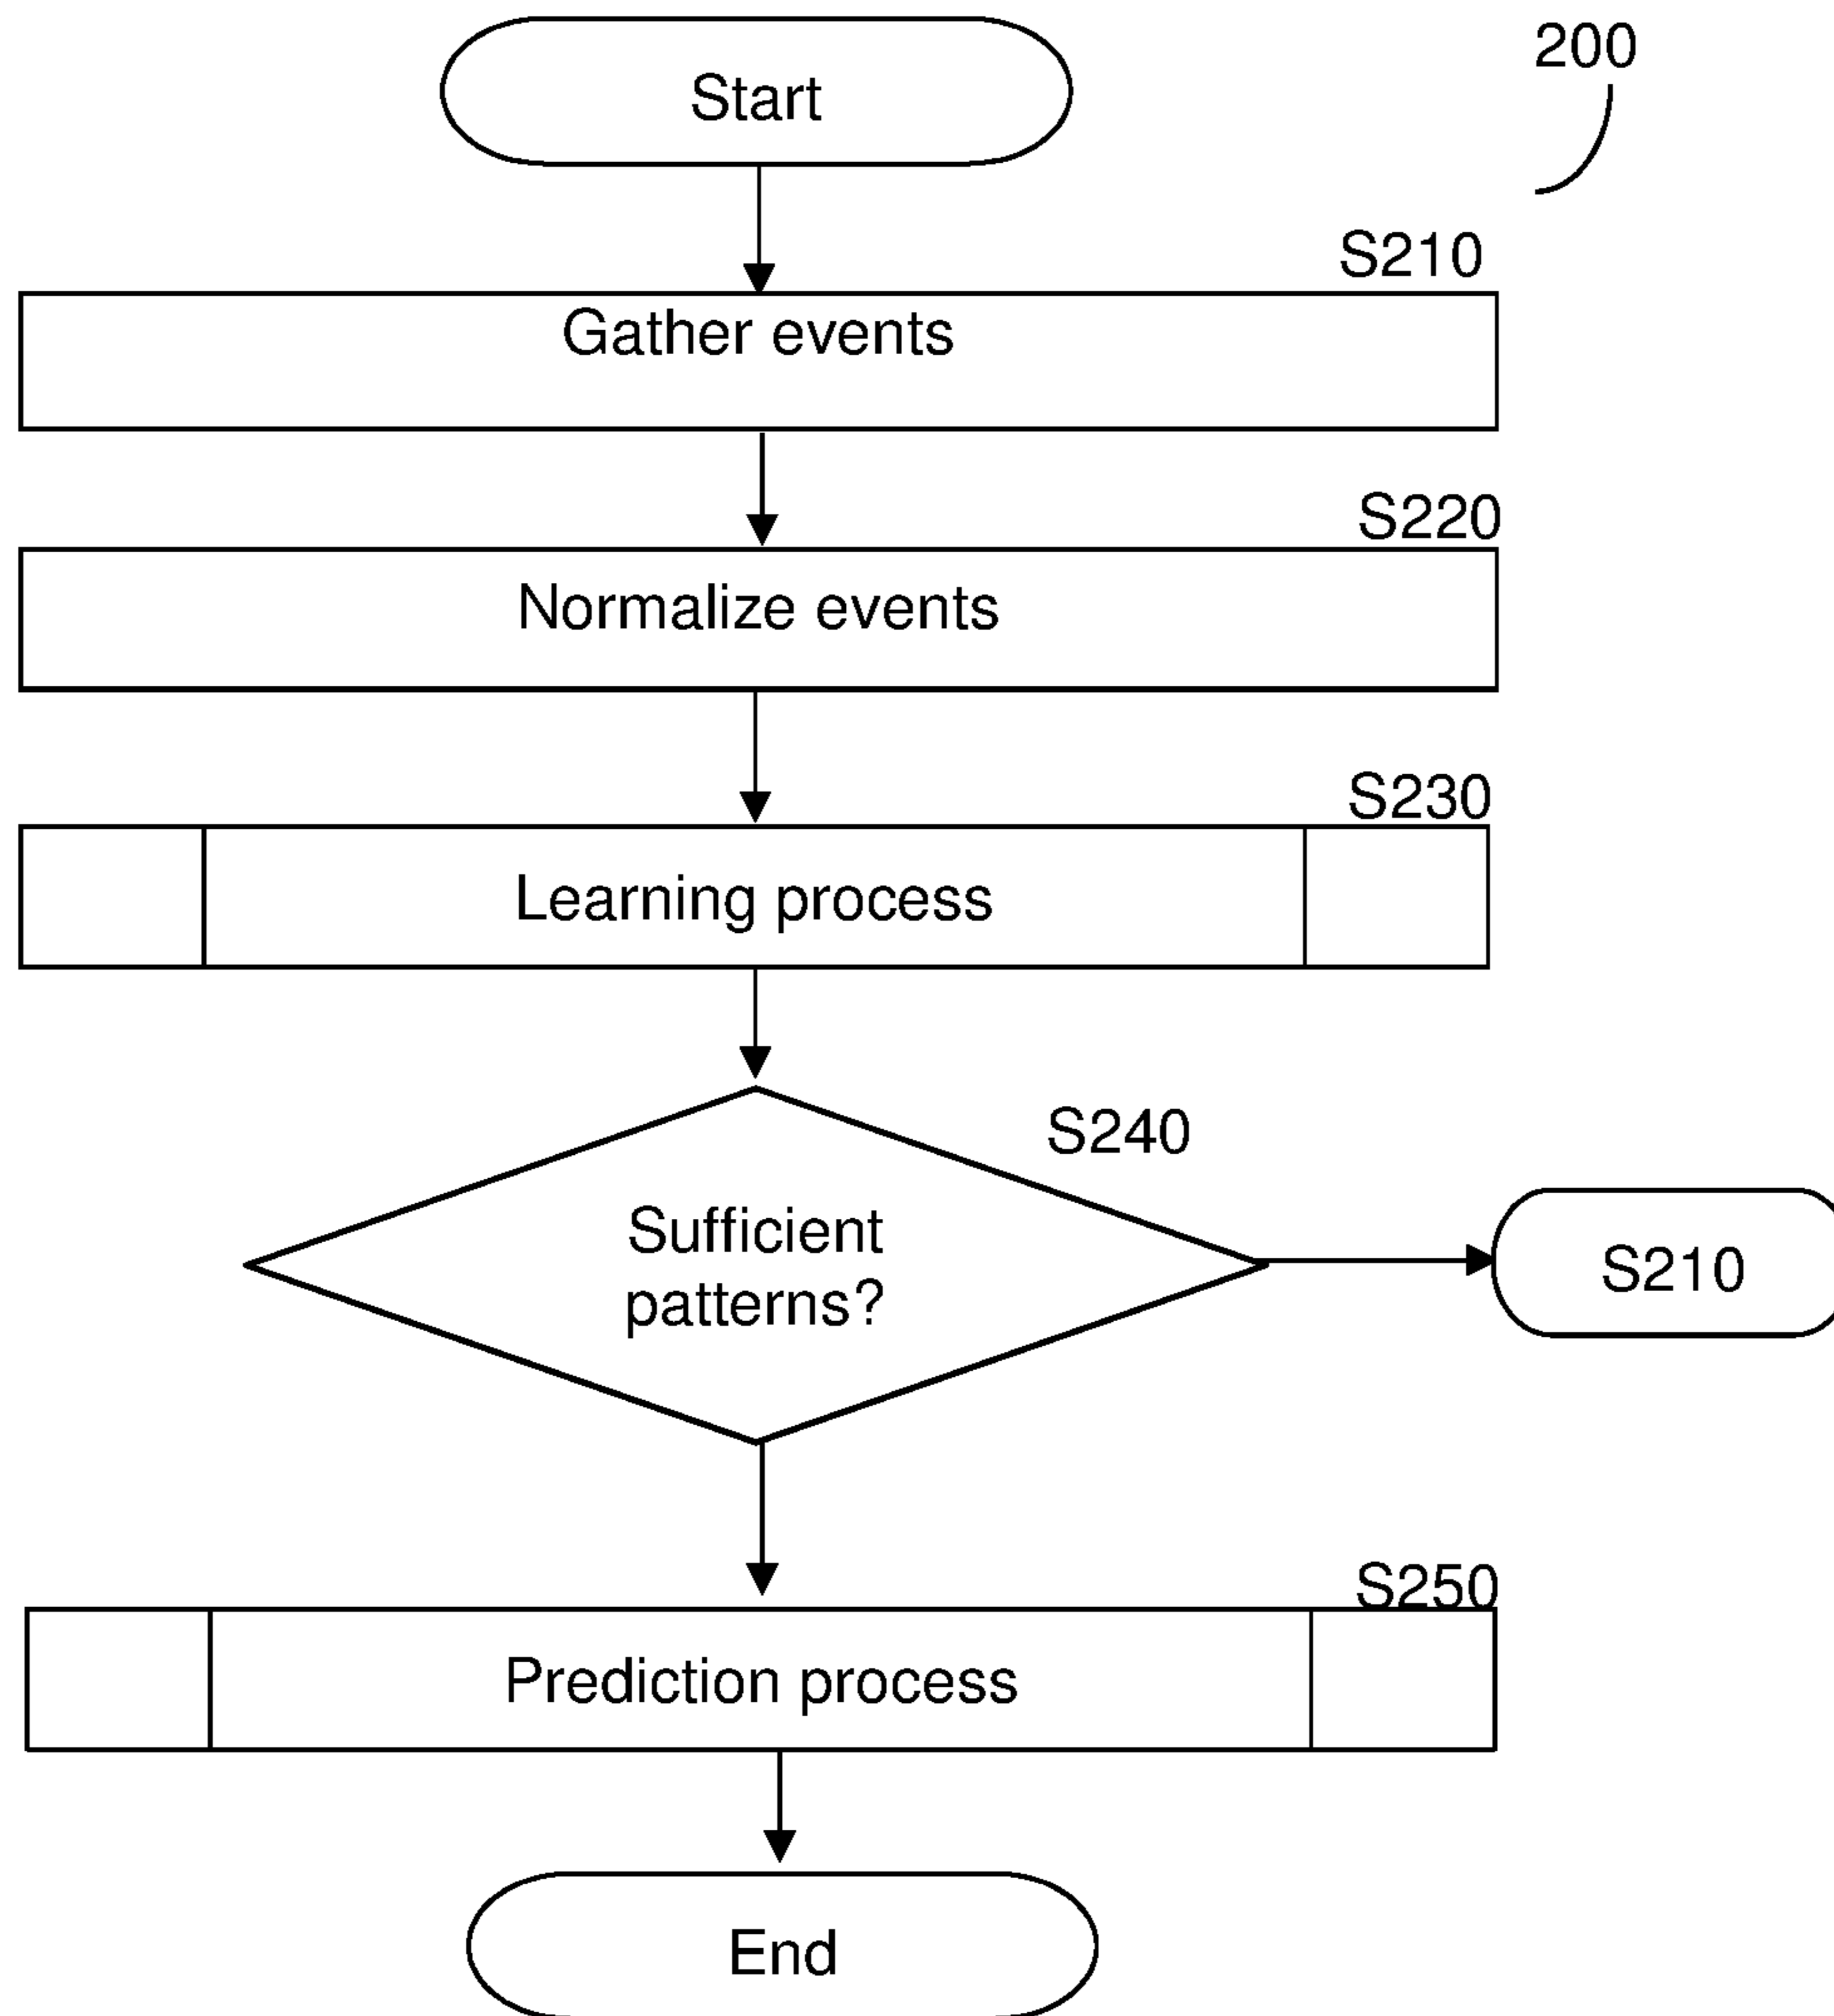 200
Start
S210
Gather events
S220
Normalize events
S230
Learning process
S240
Sufficient
patterns?
S210
S250
Prediction process
End